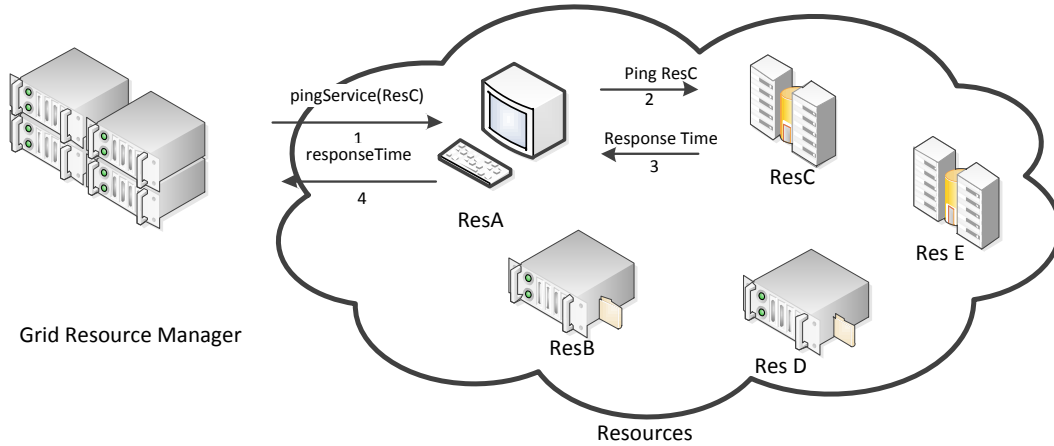 pingService(ResC)
1
responseTime
4
Ping ResC
2
Response Time
3
ResA
ResC
Res E
ResB
Res D
Grid Resource Manager
Resources